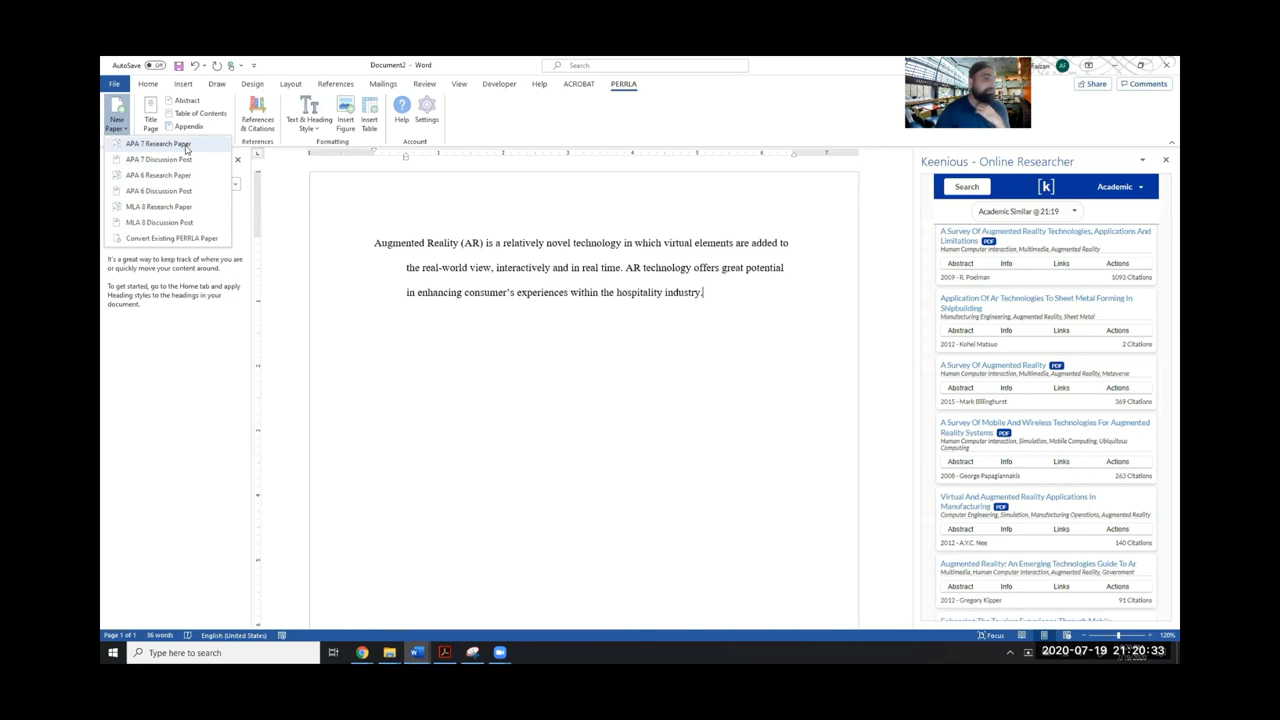 AutoSave Off
Document2 - Word
Search
Faizan
AF
File Home Insert Draw Design Layout References Mailings Review View Developer Help ACROBAT PERRLA
Share
Comments
New
Paper
Title
Page
Abstract
Table of Contents
Appendix
References
& Citations
Text & Heading
Style
Insert
Figure
Insert
Table
Help
Settings
References
Formatting
Account
APA 7 Research Paper
APA 7 Discussion Post
APA 6 Research Paper
APA 6 Discussion Post
MLA 8 Research Paper
MLA 8 Discussion Post
Convert Existing PERRLA Paper
It's a great way to keep track of where you are
or quickly move your content around.
To get started, go to the Home tab and apply
Heading styles to the headings in your
document.
1 1 2 3 4 5 6
Augmented Reality (AR) is a relatively novel technology in which virtual elements are added to
the real-world view, interactively and in real time. AR technology offers great potential
in enhancing consumer's experiences within the hospitality industry.
Keenious - Online Researcher
Search
[k]
Academic
Academic Similar @ 21:19
A Survey Of Augmented Reality Technologies, Applications And
Limitations PDF
Human Computer Interaction, Multimedia, Augmented Reality
Abstract Info Links Actions
2009 - R. Poelman 1093 Citations
Application Of Ar Technologies To Sheet Metal Forming In
Shipbuilding
Manufacturing Engineering, Augmented Reality, Sheet Metal
Abstract Info Links Actions
2012 - Kohei Matsuo 2 Citations
A Survey Of Augmented Reality PDF
Human Computer Interaction, Multimedia, Augmented Reality, Metaverse
Abstract Info Links Actions
2015 - Mark Billinghurst 369 Citations
A Survey Of Mobile And Wireless Technologies For Augmented
Reality Systems PDF
Human Computer Interaction, Simulation, Mobile Computing, Ubiquitous
Computing
Abstract Info Links Actions
2008 - George Papagiannakis 263 Citations
Virtual And Augmented Reality Applications In
Manufacturing PDF
Computer Engineering, Simulation, Manufacturing Operations, Augmented Reality
Abstract Info Links Actions
2012 - A.Y.C. Nee 140 Citations
Augmented Reality: An Emerging Technologies Guide To Ar
Multimedia, Human Computer Interaction, Augmented Reality, Government
Abstract Info Links Actions
2012 - Gregory Kipper 91 Citations
Page 1 of 1 36 words English (United States)
Focus
120%
Type here to search
2020-07-19 21:20:33